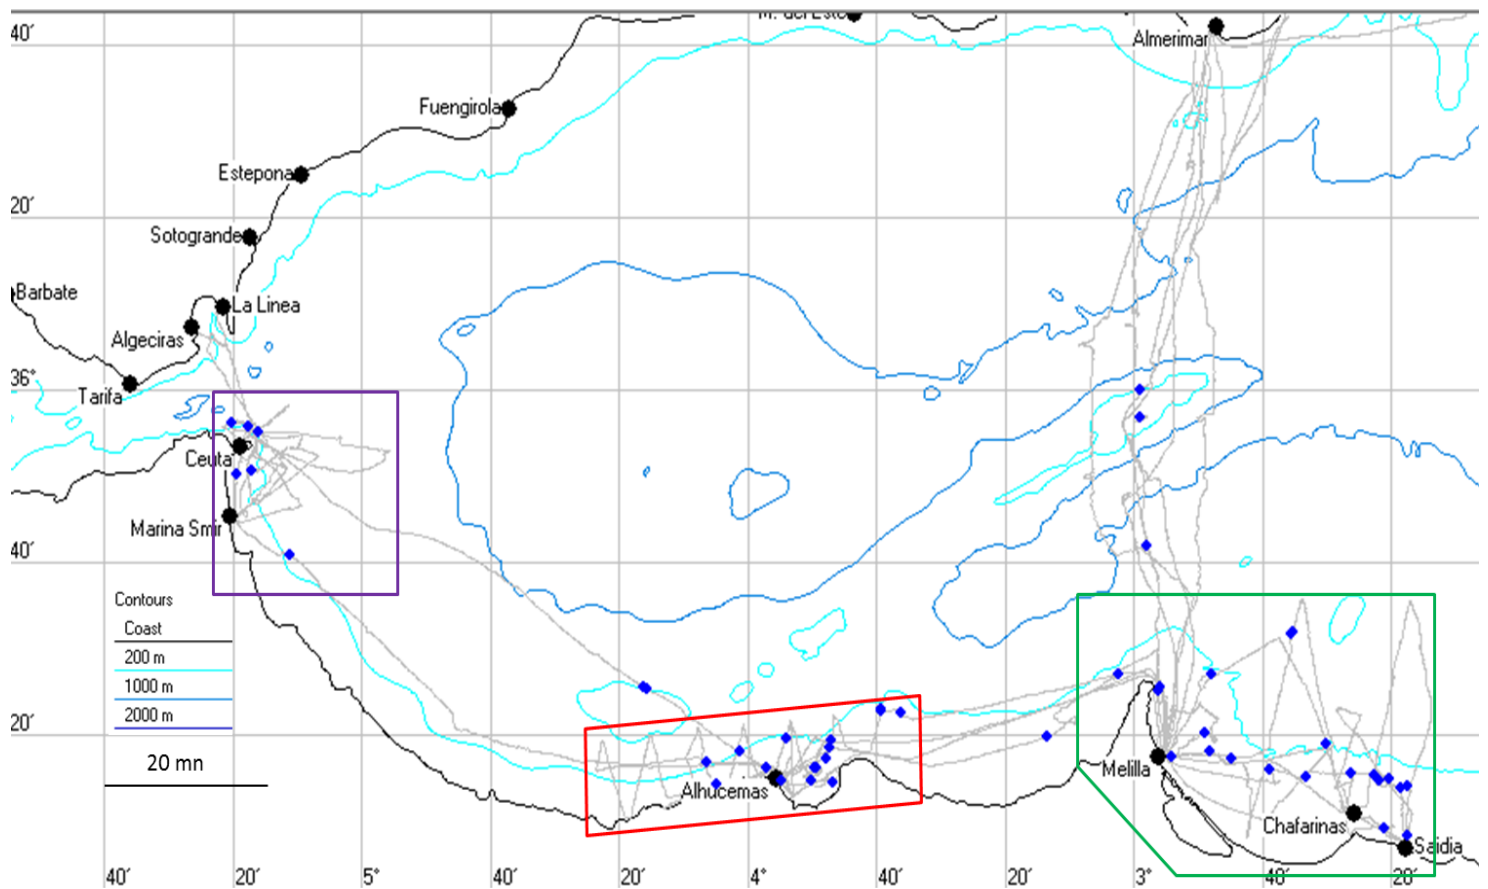 M. del Este
40´
Almerimar
Fuengirola
Estepona
20´
Sotogrande
Barbate
La Linea
Algeciras
36°
Tarifa
Ceuta
Marina Smir
40´
Contours
Coast
200 m
1000 m
2000 m
20´
20 mn
Alhucemas
Melilla
Chafarinas
Saidia
40´
20´
5°
40´
20´
4°
40´
20´
3°
40´
20´